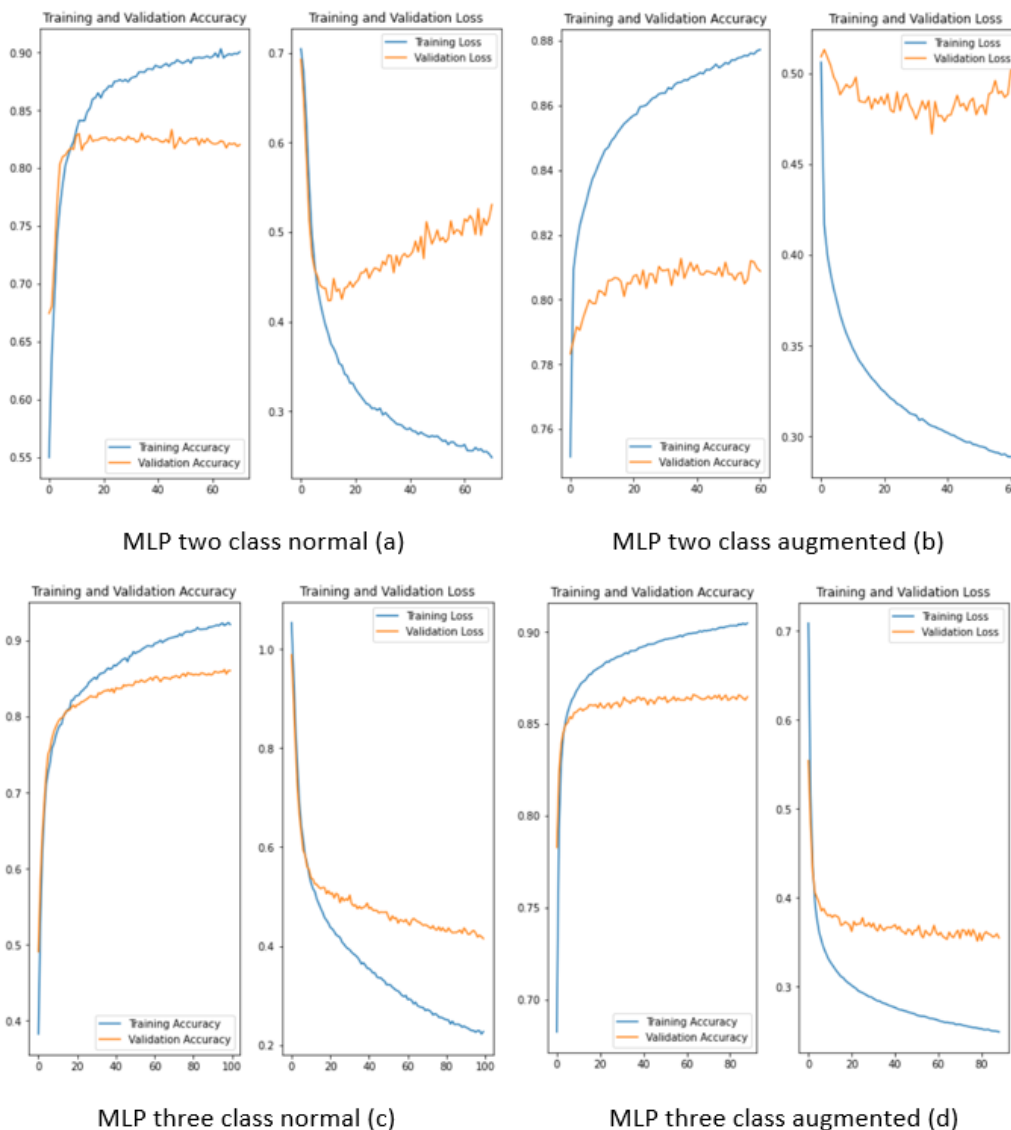 Training and Validation Accuracy
0.90
0.85
0.80
0.75
0.70
0.65
0.60
0.55
0 20 40 60
Training Accuracy
Validation Accuracy
Training and Validation Loss
0.7
0.6
0.5
0.4
0.3
0 20 40 60
Training Loss
Validation Loss
MLP two class normal (a)
Training and Validation Accuracy
0.88
0.86
0.84
0.82
0.80
0.78
0.76
0 20 40 60
Training Accuracy
Validation Accuracy
Training and Validation Loss
0.50
0.45
0.40
0.35
0.30
0 20 40 60
Training Loss
Validation Loss
MLP two class augmented (b)
Training and Validation Accuracy
0.9
0.8
0.7
0.6
0.5
0.4
0 20 40 60 80 100
Training Accuracy
Validation Accuracy
Training and Validation Loss
1.0
0.8
0.6
0.4
0.2
0 20 40 60 80 100
Training Loss
Validation Loss
MLP three class normal (c)
Training and Validation Accuracy
0.90
0.85
0.80
0.75
0.70
0 20 40 60 80
Training Accuracy
Validation Accuracy
Training and Validation Loss
0.7
0.6
0.5
0.4
0.3
0 20 40 60 80
Training Loss
Validation Loss
MLP three class augmented (d)